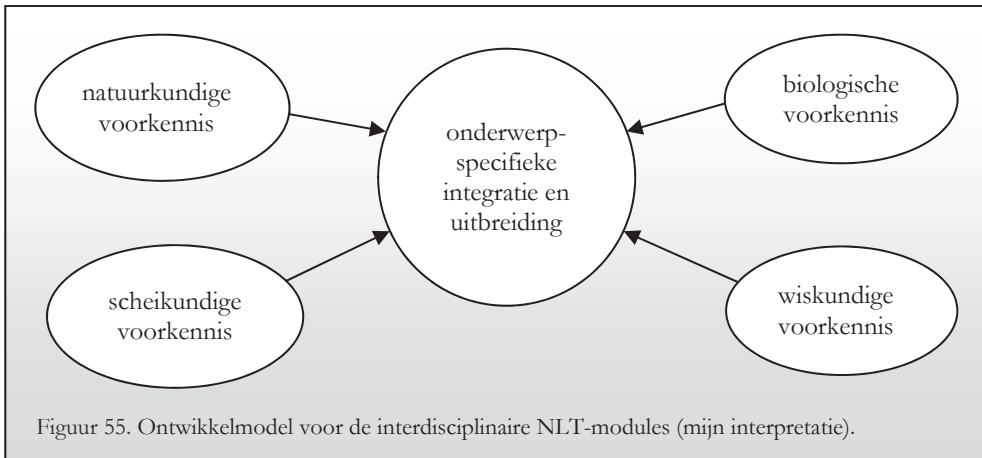 natuurkundige
voorkennis
biologische
voorkennis
onderwerp-
specifieke
integratie en
uitbreiding
scheikundige
voorkennis
wiskundige
voorkennis
Figuur 55. Ontwikkelmodel voor de interdisciplinaire NLT-modules (mijn interpretatie).